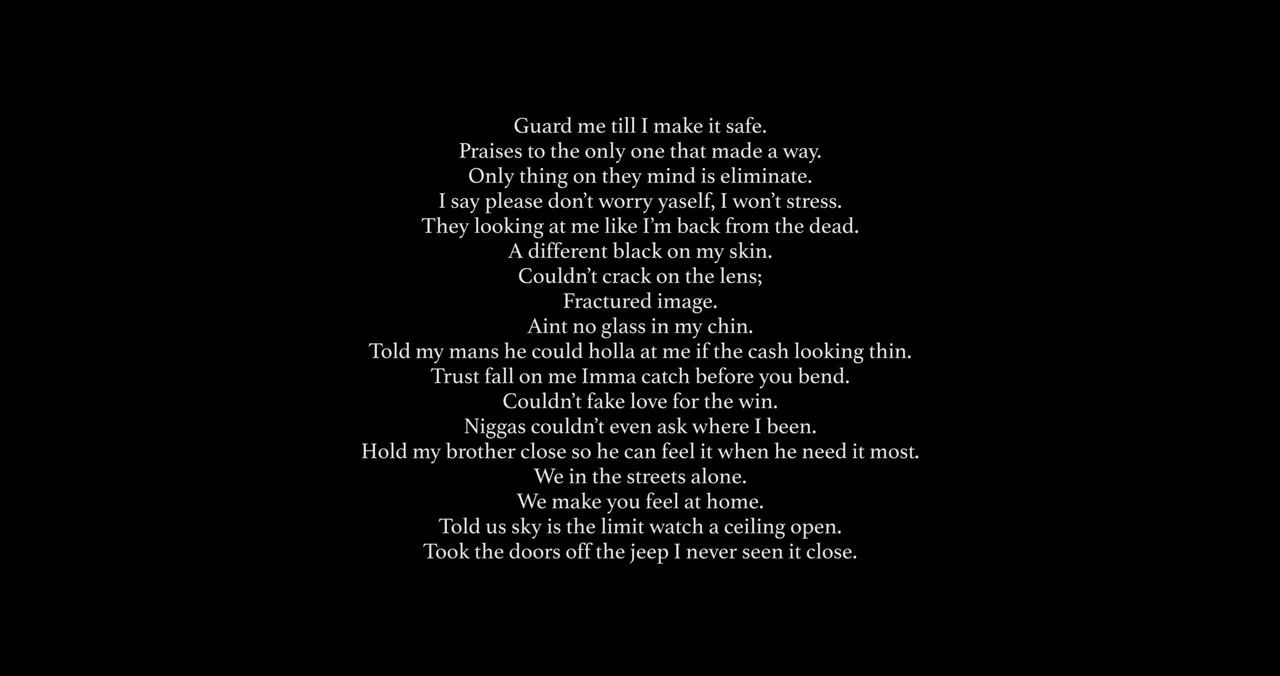 Guard me till I make it safe.
Praises to the only one that made a way.
Only thing on they mind is eliminate.
I say please don’t worry yaself, I won’t stress.
They looking at me like I’m back from the dead.
A different black on my skin.
Couldn’t crack on the lens;
Fractured image.
Aint no glass in my chin.
Told my mans he could holla at me if the cash looking thin.
Trust fall on me Imma catch before you bend.
Couldn’t fake love for the win.
Niggas couldn’t even ask where I been.
Hold my brother close so he can feel it when he need it most.
We in the streets alone.
We make you feel at home.
Told us sky is the limit watch a ceiling open.
Took the doors off the jeep I never seen it close.